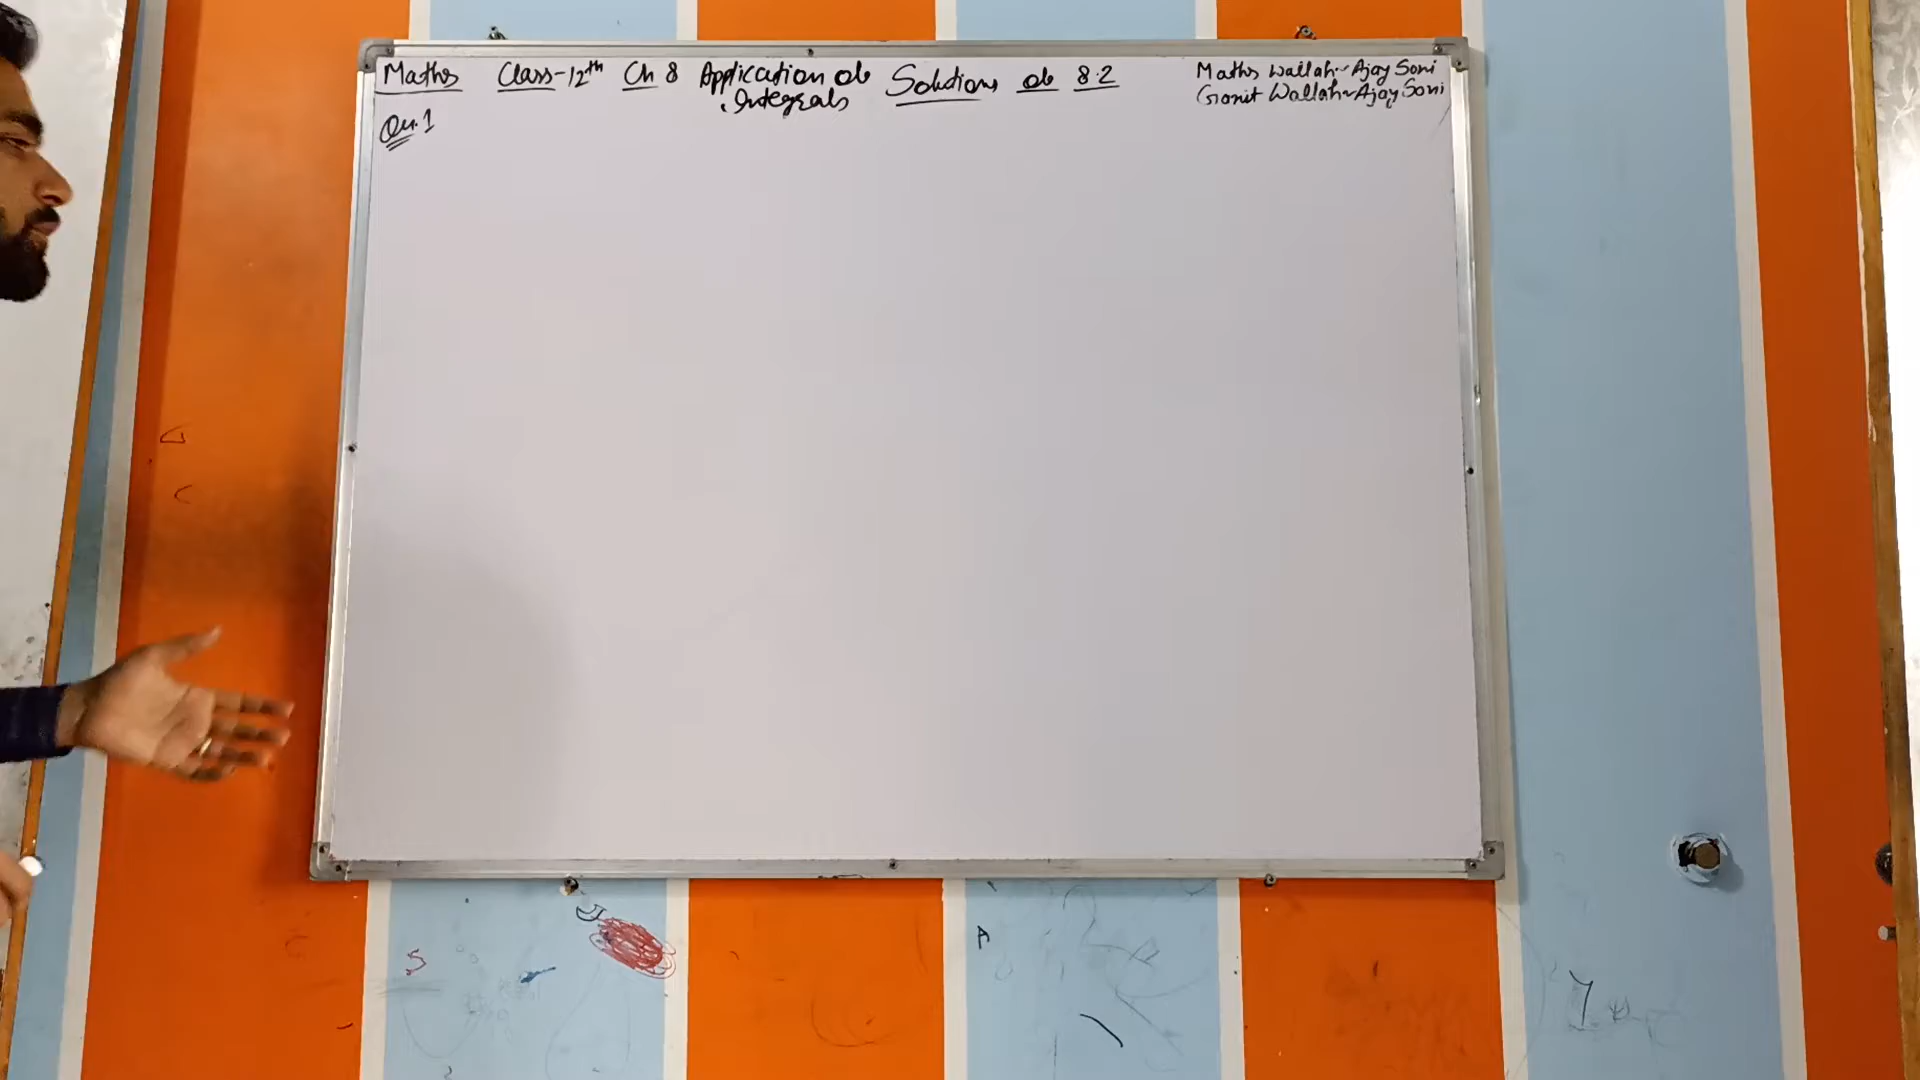 Maths Class-12th Ch 8 Application of Integrals Solutions of 8.2
Maths Wallah~Ajay Soni
Ganit Wallah~Ajay Soni
Qu.1
S
A